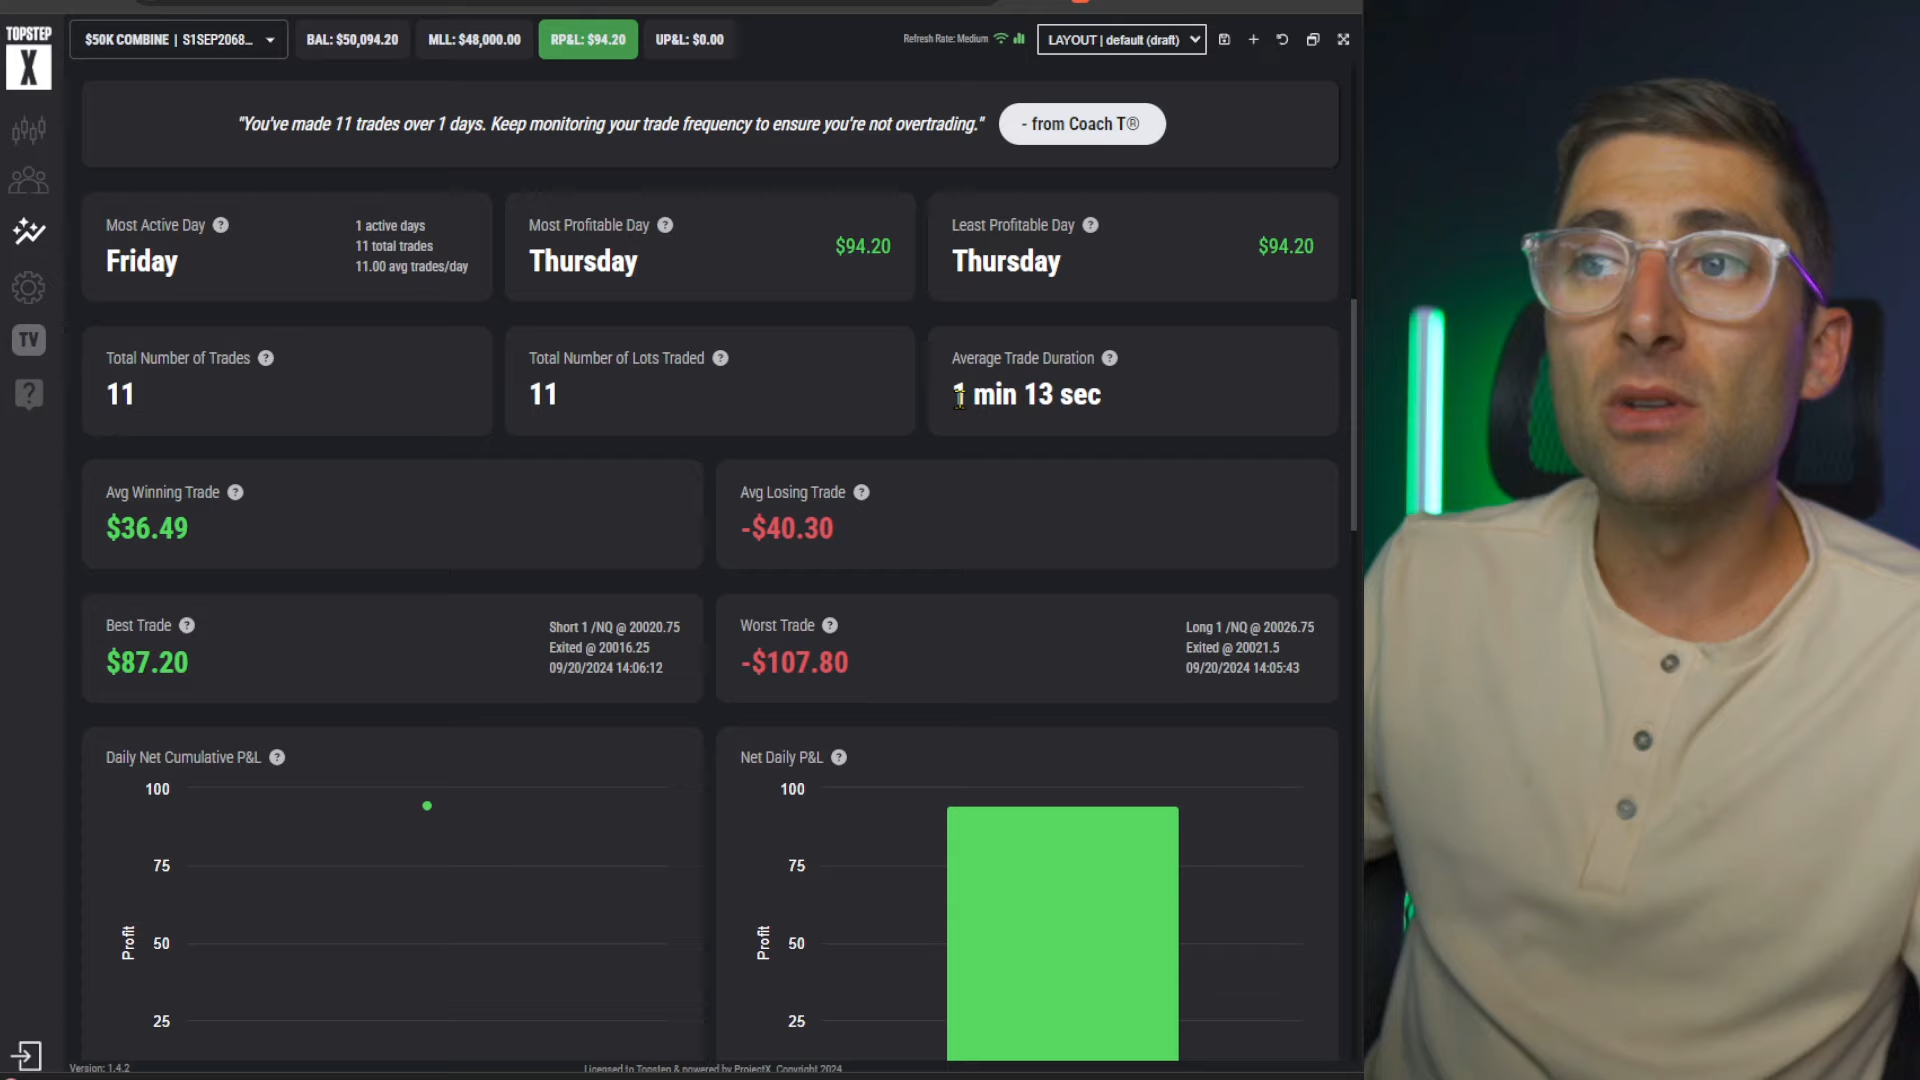 TOPSTEP
X
$50K COMBINE | S1SEP2068...
BAL: $50,094.20
MLL: $48,000.00
RP&L: $94.20
UP&L: $0.00
Refresh Rate: Medium
LAYOUT | default (draft)
"You've made 11 trades over 1 days. Keep monitoring your trade frequency to ensure you're not overtrading."
- from Coach T®
Most Active Day ?
Friday
1 active days
11 total trades
11.00 avg trades/day
Most Profitable Day ?
Thursday
$94.20
Least Profitable Day ?
Thursday
$94.20
TV
?
Total Number of Trades ?
11
Total Number of Lots Traded ?
11
Average Trade Duration ?
1 min 13 sec
Avg Winning Trade ?
$36.49
Avg Losing Trade ?
-$40.30
Best Trade ?
$87.20
Short 1 /NQ @ 20020.75
Exited @ 20016.25
09/20/2024 14:06:12
Worst Trade ?
-$107.80
Long 1 /NQ @ 20026.75
Exited @ 20021.5
09/20/2024 14:05:43
Daily Net Cumulative P&L ?
100
75
50
25
Profit
Net Daily P&L ?
100
75
50
25
Profit
Version: 1.4.2
Licensed to Topstep & powered by ProjectX. Copyright 2024